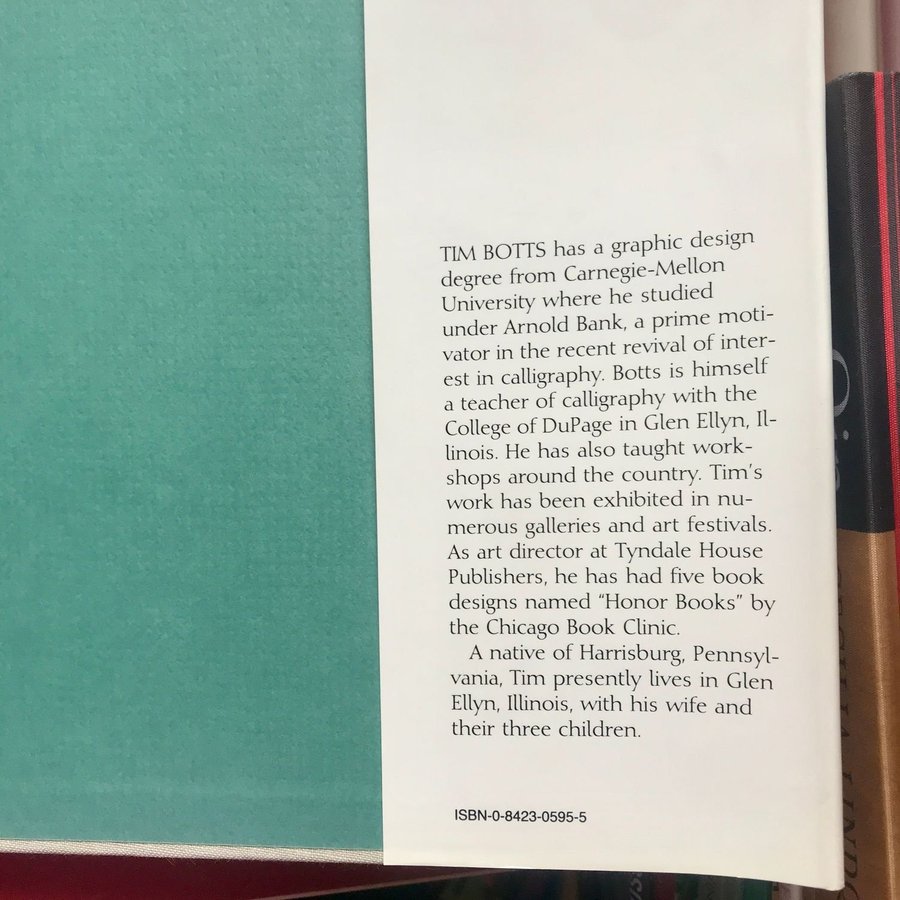 TIM BOTTS has a graphic design
degree from Carnegie-Mellon
University where he studied
under Arnold Bank, a prime moti-
vator in the recent revival of inter-
est in calligraphy. Botts is himself
a teacher of calligraphy with the
College of DuPage in Glen Ellyn, Il-
linois. He has also taught work-
shops around the country. Tim's
work has been exhibited in nu-
merous galleries and art festivals.
As art director at Tyndale House
Publishers, he has had five book
designs named “Honor Books” by
the Chicago Book Clinic.
A native of Harrisburg, Pennsyl-
vania, Tim presently lives in Glen
Ellyn, Illinois, with his wife and
their three children.
ISBN-0-8423-0595-5